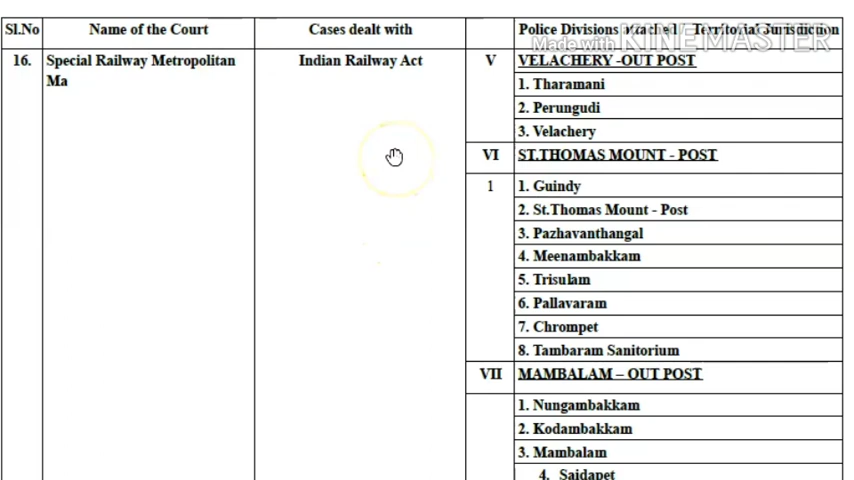 Sl.No Name of the Court Cases dealt with Police Divisions attached / Territorial Jurisdiction
Made with KINEMASTER
16. Special Railway Metropolitan Indian Railway Act V VELACHERY -OUT POST
Ma
1. Tharamani
2. Perungudi
3. Velachery
VI ST.THOMAS MOUNT - POST
1 1. Guindy
2. St.Thomas Mount - Post
3. Pazhavanthangal
4. Meenambakkam
5. Trisulam
6. Pallavaram
7. Chrompet
8. Tambaram Sanitorium
VII MAMBALAM – OUT POST
1. Nungambakkam
2. Kodambakkam
3. Mambalam
4. Saidapet